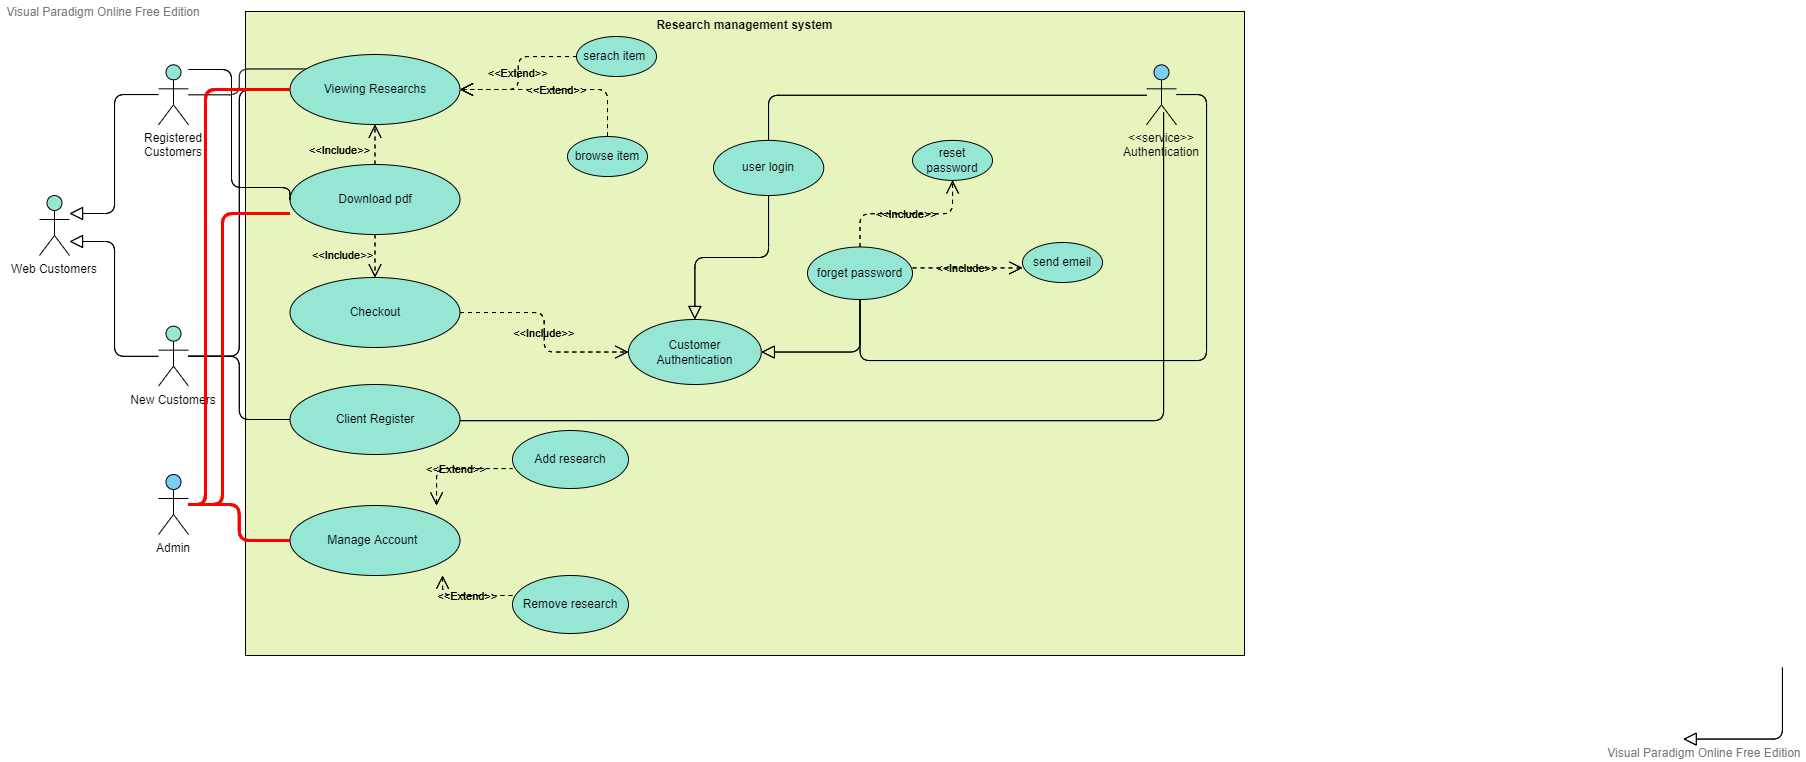 Visual Paradigm Online Free Edition
Research management system
serach item
<<Extend>>
Viewing Researchs
<<Extend>>
Registered
Customers
<<service>>
Authentication
<<Include>>
browse item
user login
reset
password
Download pdf
<<Include>>
<<Include>>
Web Customers
forget password
<<Include>>
send emeil
Checkout
<<Include>>
Customer
Authentication
New Customers
Client Register
<<Extend>>
Add research
Manage Account
Admin
<<Extend>>
Remove research
Visual Paradigm Online Free Edition